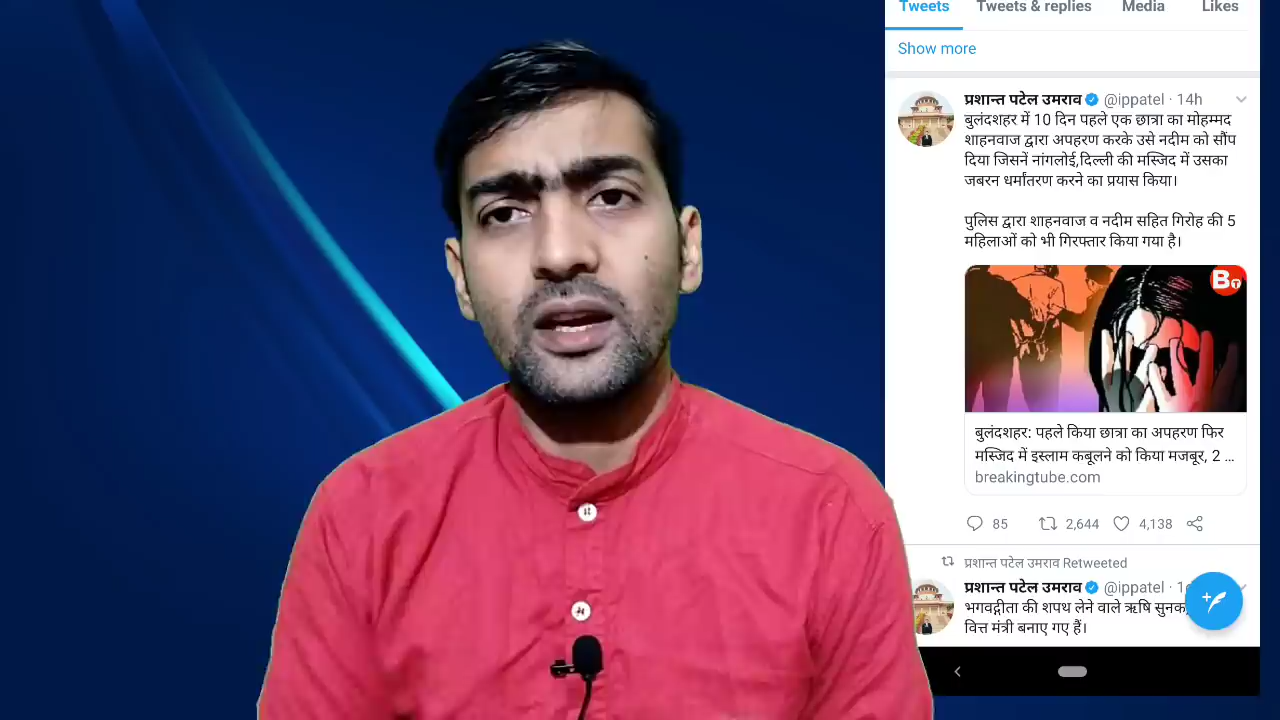 Tweets Tweets & replies Media Likes
Show more
प्रशान्त पटेल उमराव @ippatel · 14h
बुलंदशहर में 10 दिन पहले एक छात्रा का मोहम्मद
शाहनवाज द्वारा अपहरण करके उसे नदीम को सौंप
दिया जिसनें नांगलोई,दिल्ली की मस्जिद में उसका
जबरन धर्मांतरण करने का प्रयास किया।
पुलिस द्वारा शाहनवाज व नदीम सहित गिरोह की 5
महिलाओं को भी गिरफ्तार किया गया है।
बुलंदशहर: पहले किया छात्रा का अपहरण फिर
मस्जिद में इस्लाम कबूलने को किया मजबूर, 2 ...
breakingtube.com
85 2,644 4,138
प्रशान्त पटेल उमराव Retweeted
प्रशान्त पटेल उमराव @ippatel
भगवद्गीता की शपथ लेने वाले ऋषि सुनक
वित्त मंत्री बनाए गए हैं।